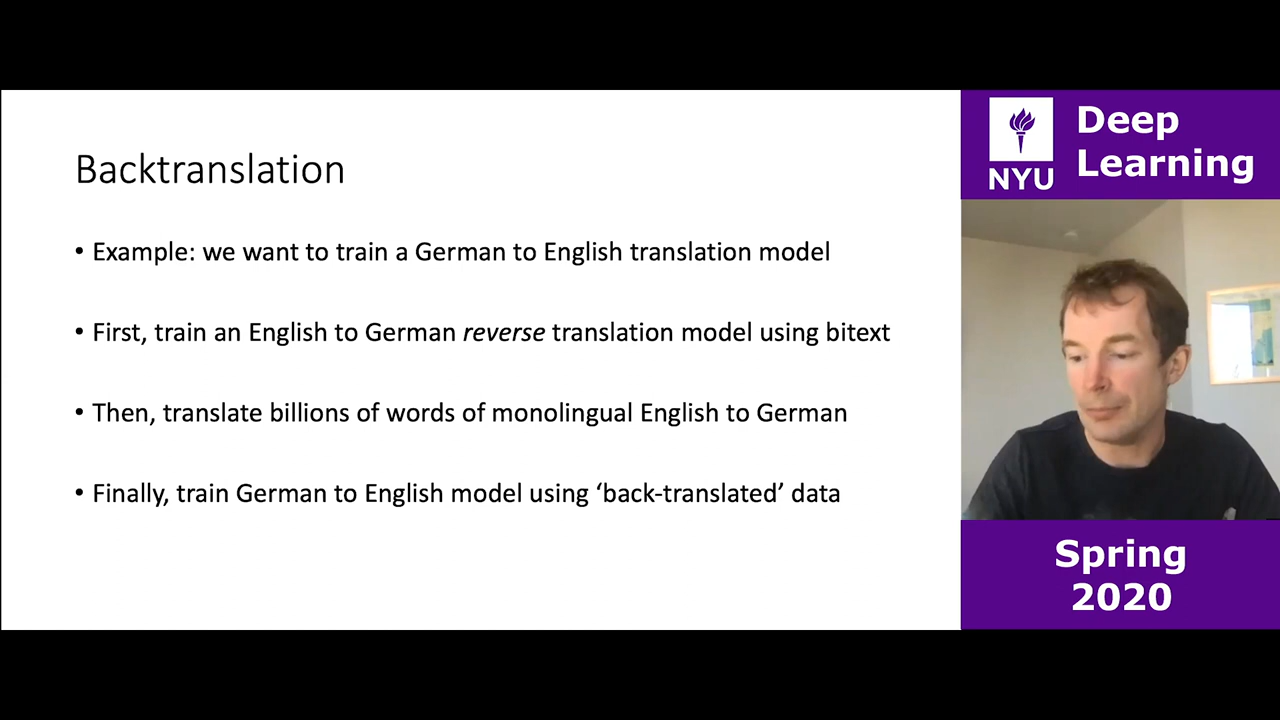 Backtranslation
• Example: we want to train a German to English translation model
• First, train an English to German reverse translation model using bitext
• Then, translate billions of words of monolingual English to German
• Finally, train German to English model using ‘back-translated’ data
NYU
Deep
Learning
Spring
2020